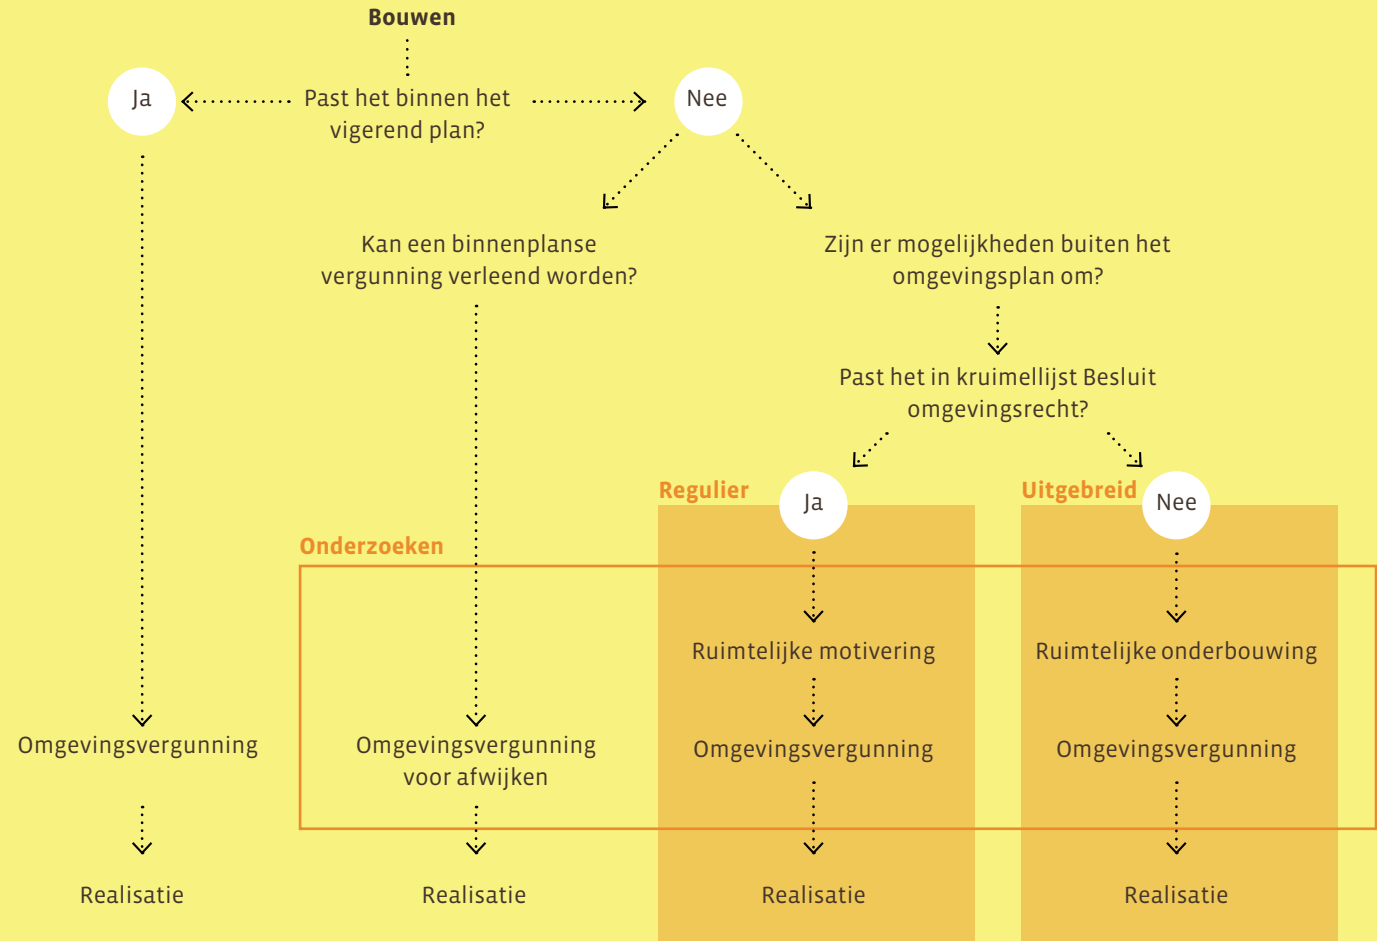 Bouwen
Ja
Past het binnen het
vigerend plan?
Nee
Kan een binnenplanse
vergunning verleend worden?
Zijn er mogelijkheden buiten het
omgevingsplan om?
Past het in kruimellijst Besluit
omgevingsrecht?
Regulier
Ja
Uitgebreid
Nee
Onderzoeken
Ruimtelijke motivering
Ruimtelijke onderbouwing
Omgevingsvergunning
Omgevingsvergunning
voor afwijken
Omgevingsvergunning
Omgevingsvergunning
Realisatie
Realisatie
Realisatie
Realisatie